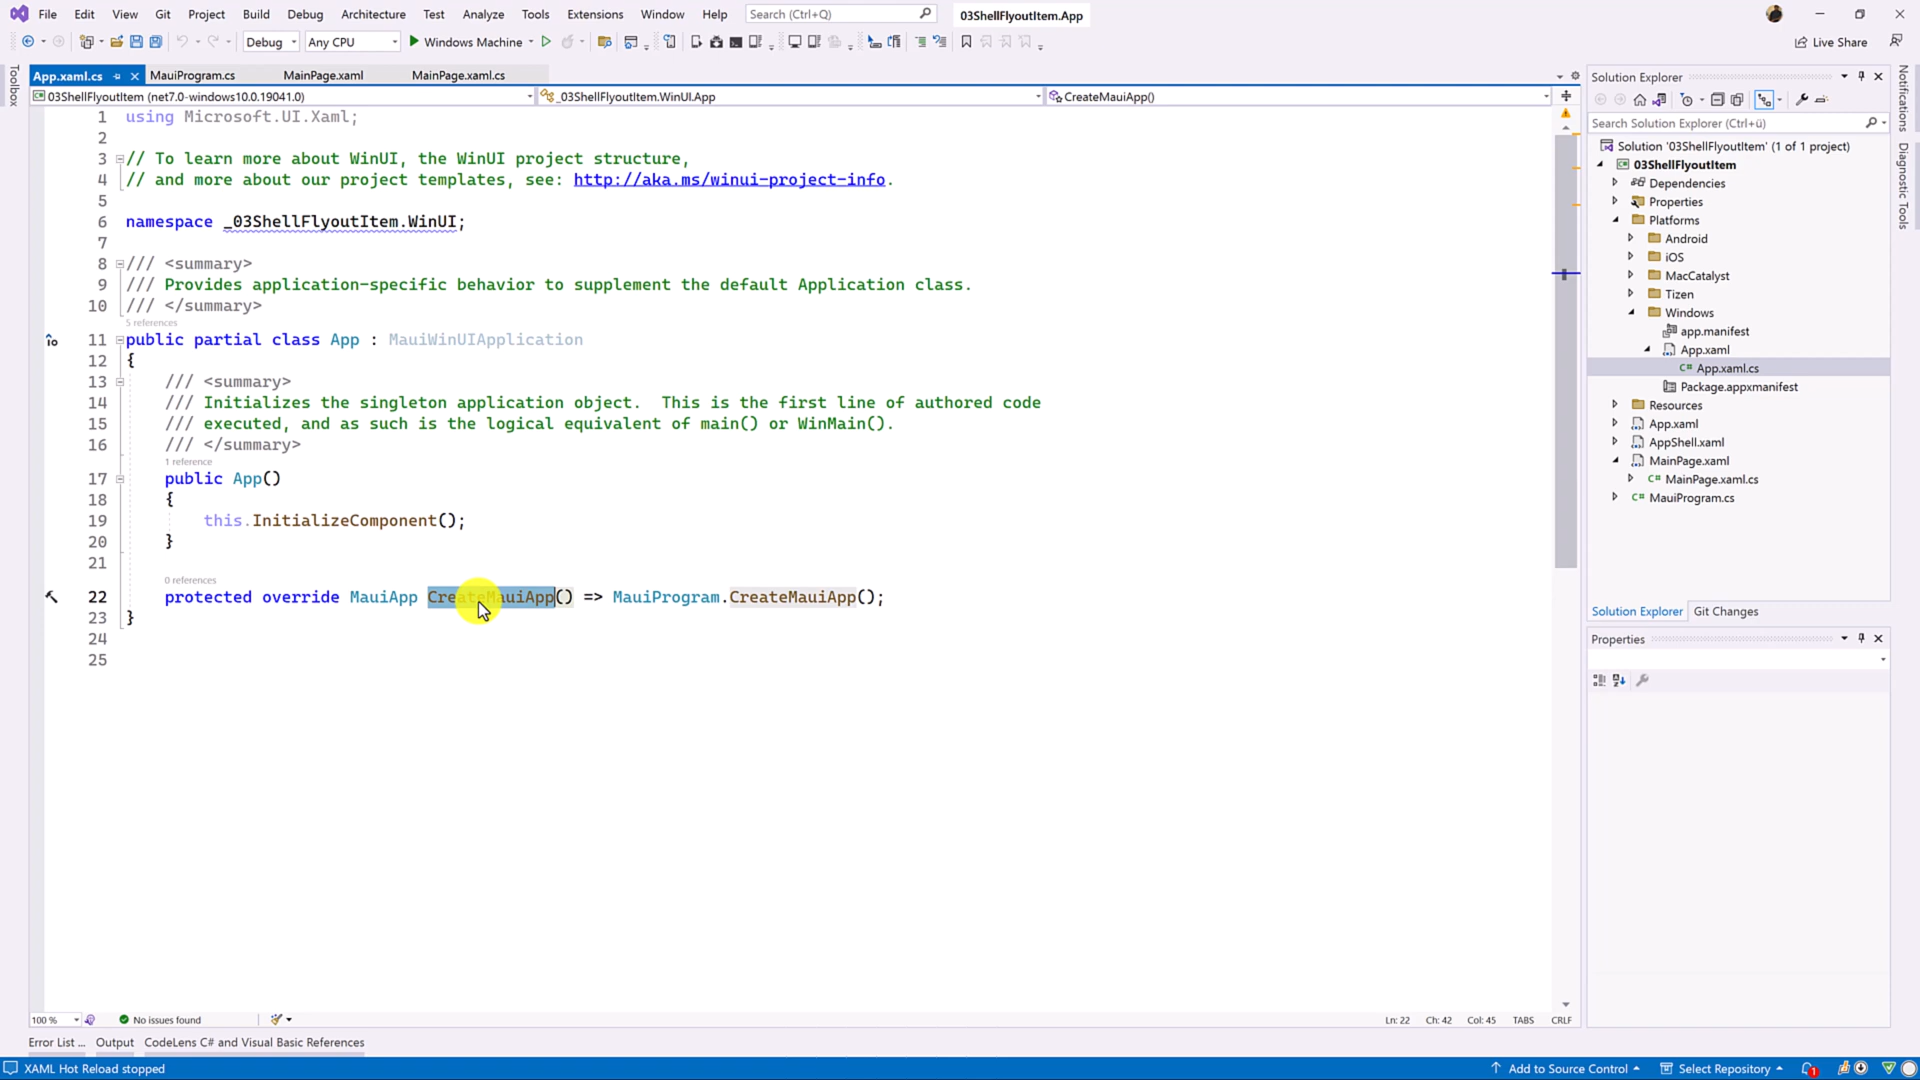 File Edit View Git Project Build Debug Architecture Test Analyze Tools Extensions Window Help Search (Ctrl+Q) 03ShellFlyoutItem.App
Debug Any CPU Windows Machine Live Share
Toolbox
App.xaml.cs MauiProgram.cs MainPage.xaml MainPage.xaml.cs
03ShellFlyoutItem (net7.0-windows10.0.19041.0) _03ShellFlyoutItem.WinUI.App CreateMauiApp()
1 using Microsoft.UI.Xaml;
2
3 // To learn more about WinUI, the WinUI project structure,
4 // and more about our project templates, see: http://aka.ms/winui-project-info.
5
6 namespace _03ShellFlyoutItem.WinUI;
7
8 /// <summary>
9 /// Provides application-specific behavior to supplement the default Application class.
10 /// </summary>
5 references
11 public partial class App : MauiWinUIApplication
12 {
13 /// <summary>
14 /// Initializes the singleton application object.  This is the first line of authored code
15 /// executed, and as such is the logical equivalent of main() or WinMain().
16 /// </summary>
1 reference
17 public App()
18 {
19 this.InitializeComponent();
20 }
21
0 references
22 protected override MauiApp CreateMauiApp() => MauiProgram.CreateMauiApp();
23 }
24
25
100 % No issues found Ln: 22 Ch: 42 Col: 45 TABS CRLF
Error List ... Output CodeLens C# and Visual Basic References
XAML Hot Reload stopped Add to Source Control Select Repository 1
Solution Explorer
Search Solution Explorer (Ctrl+ü)
Solution '03ShellFlyoutItem' (1 of 1 project)
03ShellFlyoutItem
Dependencies
Properties
Platforms
Android
iOS
MacCatalyst
Tizen
Windows
app.manifest
App.xaml
App.xaml.cs
Package.appxmanifest
Resources
App.xaml
AppShell.xaml
MainPage.xaml
MainPage.xaml.cs
MauiProgram.cs
Solution Explorer Git Changes
Properties
Notifications
Diagnostic Tools